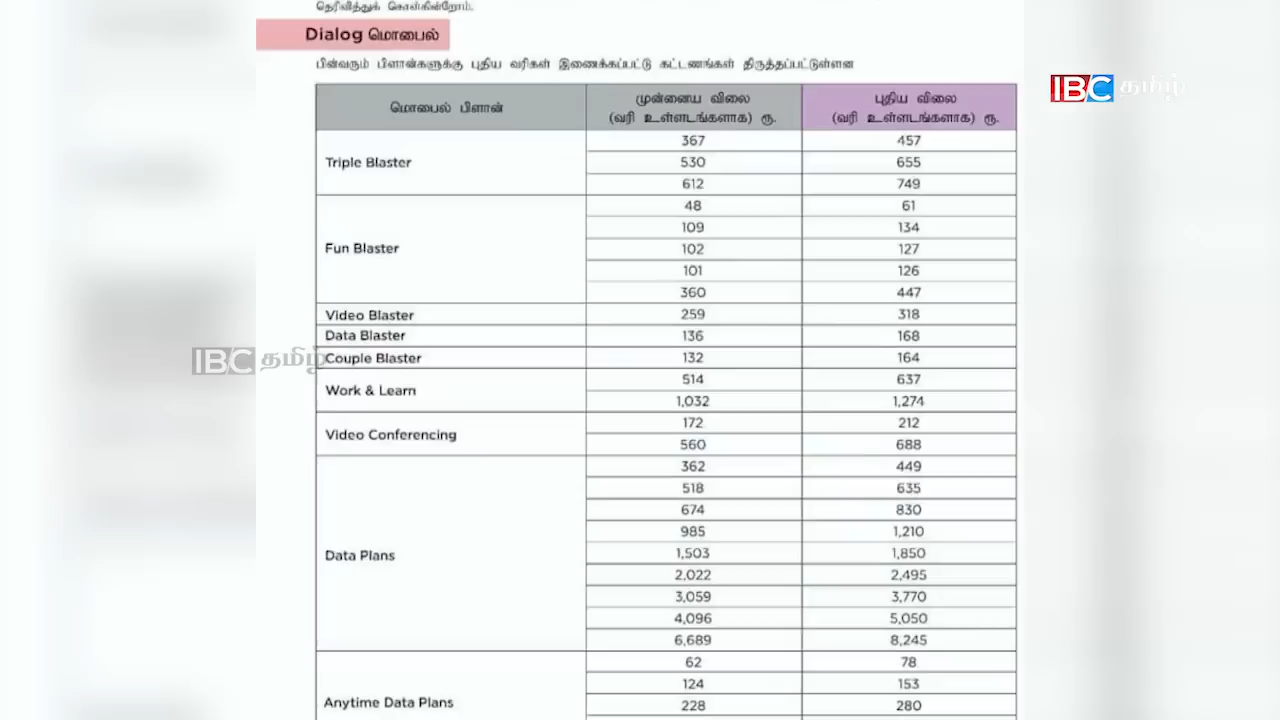 தெரிவித்துக் கொள்கின்றோம்.
Dialog மொபைல்
பின்வரும் பிளான்களுக்கு புதிய வரிகள் இணைக்கப்பட்டு கட்டணங்கள் திருத்தப்பட்டுள்ளன
IBC தமிழ்
மொபைல் பிளான்
முன்னைய விலை
(வரி உள்ளடங்களாக) ரூ.
புதிய விலை
(வரி உள்ளடங்களாக) ரூ.
Triple Blaster
367 457
530 655
612 749
Fun Blaster
48 61
109 134
102 127
101 126
360 447
Video Blaster 259 318
Data Blaster 136 168
IBC தமிழ்
Couple Blaster 132 164
Work & Learn
514 637
1,032 1,274
Video Conferencing
172 212
560 688
Data Plans
362 449
518 635
674 830
985 1,210
1,503 1,850
2,022 2,495
3,059 3,770
4,096 5,050
6,689 8,245
Anytime Data Plans
62 78
124 153
228 280